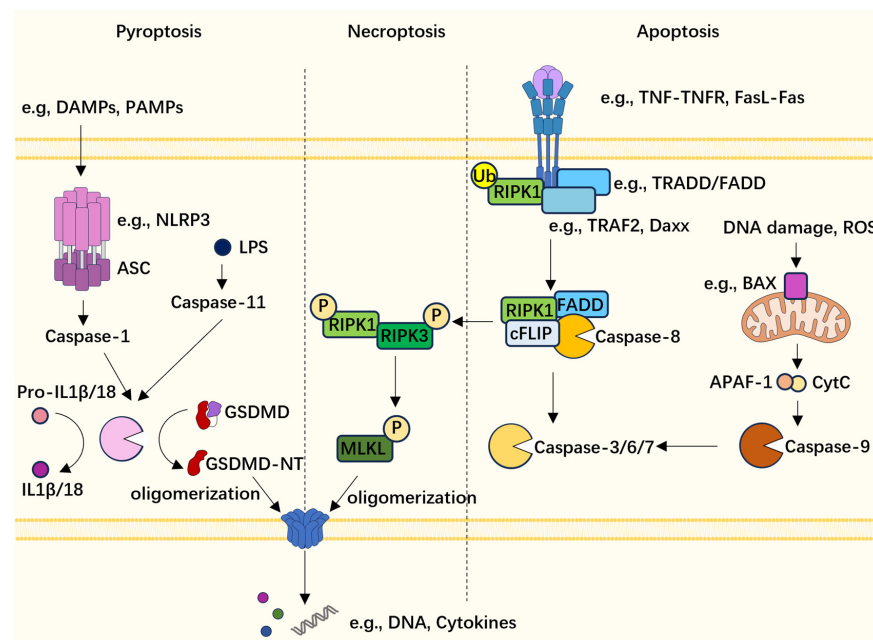 Pyroptosis
Necroptosis
Apoptosis
e.g, DAMPs, PAMPs
e.g., TNF-TNFR, FasL-Fas
Ub
RIPK1
e.g., TRADD/FADD
e.g., TRAF2, Daxx
e.g., NLRP3
ASC
LPS
Caspase-11
Caspase-1
DNA damage, ROS
e.g., BAX
P
RIPK1
RIPK3
P
RIPK1
FADD
cFLIP
Caspase-8
APAF-1
CytC
Pro-IL1β/18
IL1β/18
GSDMD
GSDMD-NT
oligomerization
P
MLKL
oligomerization
Caspase-3/6/7
Caspase-9
e.g., DNA, Cytokines